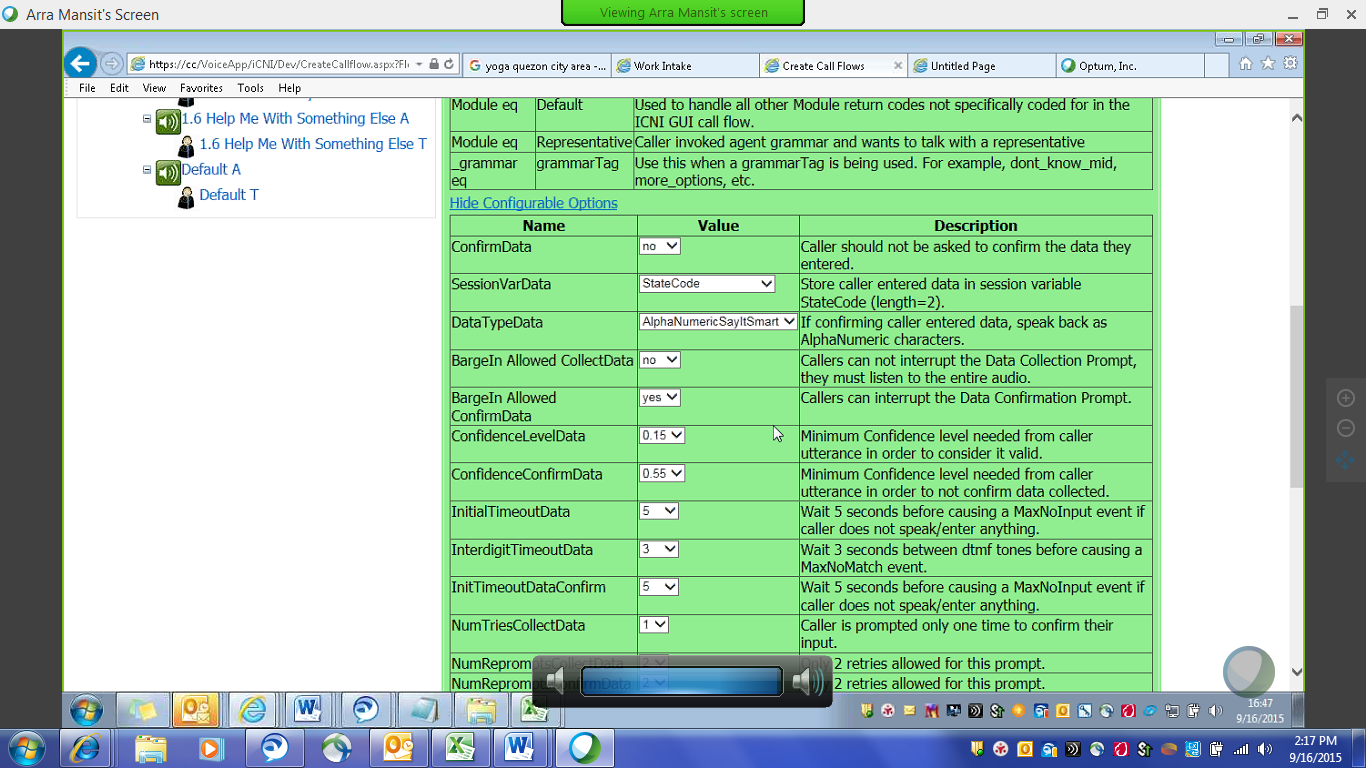 Arra Mansit's Screen
Viewing Arra Mansit's screen
https://cc/VoiceApp/iCNI/Dev/CreateCallflow.aspx?Fl
yoga quezon city area -...
Work Intake
Create Call Flows
Untitled Page
Optum, Inc.
File Edit View Favorites Tools Help
1.6 Help Me With Something Else A
1.6 Help Me With Something Else T
Default A
Default T
Module eq Default Used to handle all other Module return codes not specifically coded for in the
ICNI GUI call flow.
Module eq Representative Caller invoked agent grammar and wants to talk with a representative
_grammar grammarTag Use this when a grammarTag is being used. For example, dont_know_mid,
eq more_options, etc.
Hide Configurable Options
Name Value Description
ConfirmData no Caller should not be asked to confirm the data they
entered.
SessionVarData StateCode Store caller entered data in session variable
StateCode (length=2).
DataTypeData AlphaNumericSayItSmart If confirming caller entered data, speak back as
AlphaNumeric characters.
BargeIn Allowed CollectData no Callers can not interrupt the Data Collection Prompt,
they must listen to the entire audio.
BargeIn Allowed yes Callers can interrupt the Data Confirmation Prompt.
ConfirmData
ConfidenceLevelData 0.15 Minimum Confidence level needed from caller
utterance in order to consider it valid.
ConfidenceConfirmData 0.55 Minimum Confidence level needed from caller
utterance in order to not confirm data collected.
InitialTimeoutData 5 Wait 5 seconds before causing a MaxNoInput event if
caller does not speak/enter anything.
InterdigitTimeoutData 3 Wait 3 seconds between dtmf tones before causing a
MaxNoMatch event.
InitTimeoutDataConfirm 5 Wait 5 seconds before causing a MaxNoInput event if
caller does not speak/enter anything.
NumTriesCollectData 1 Caller is prompted only one time to confirm their
input.
NumRepromptsCollectData 2 Only 2 retries allowed for this prompt.
NumRepromptsConfirmData 2 2 retries allowed for this prompt.
16:47
9/16/2015
2:17 PM
9/16/2015